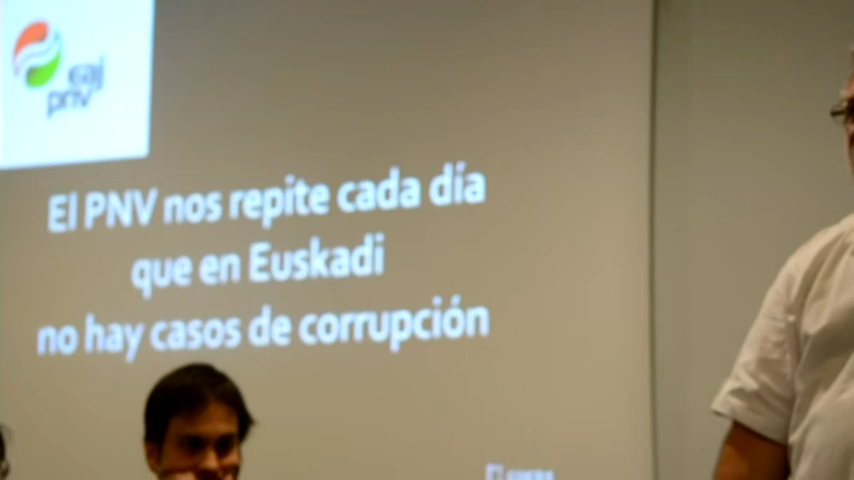 eaj
pnv
El PNV nos repite cada día
que en Euskadi
no hay casos de corrupción